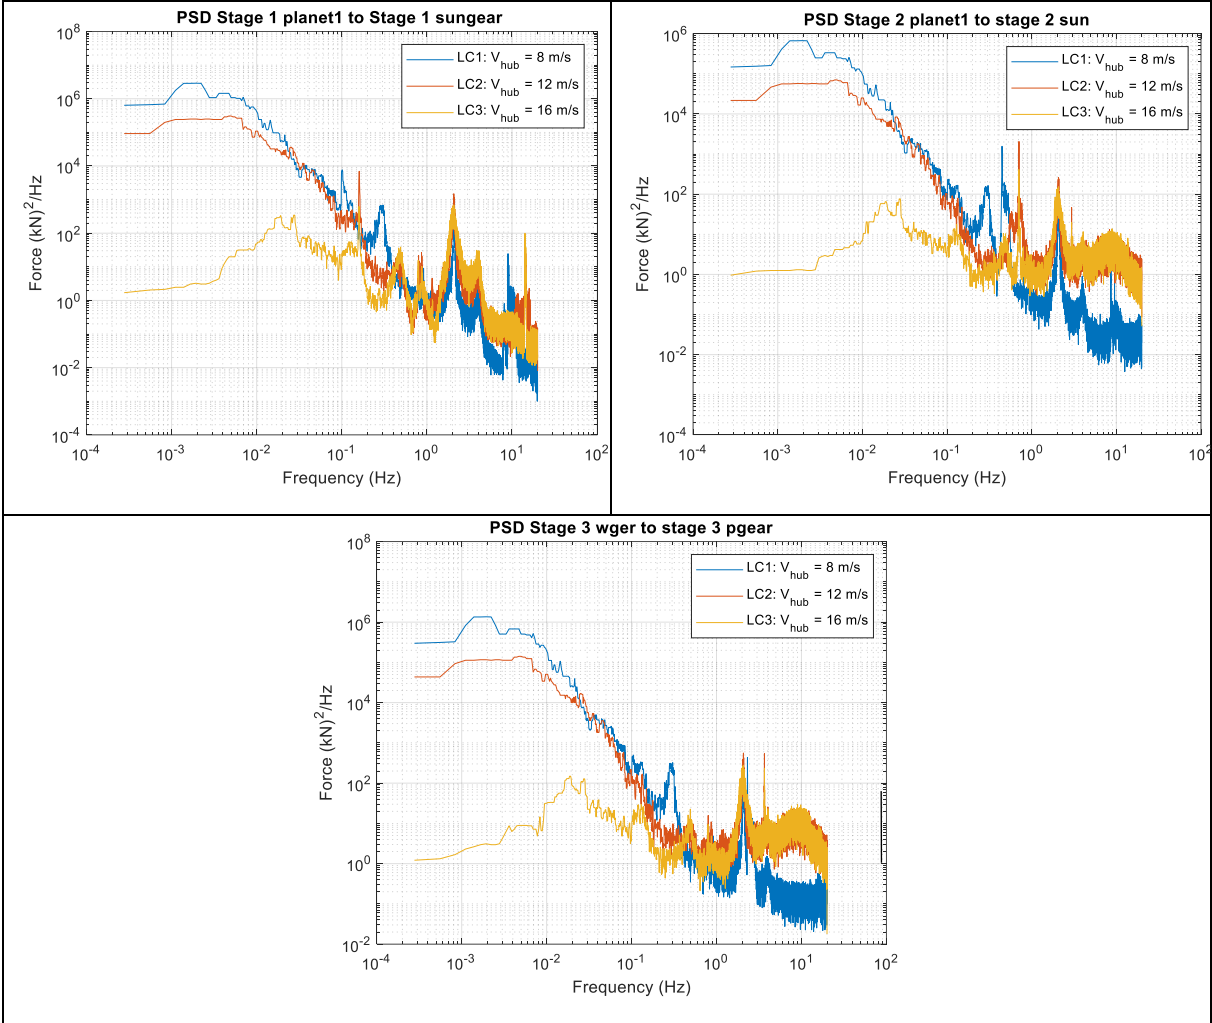 PSD Stage 1 planet1 to Stage 1 sungear
10^8
10^6
10^4
10^2
10^0
10^-2
10^-4
Force (kN)^2/Hz
LC1: V_hub = 8 m/s
LC2: V_hub = 12 m/s
LC3: V_hub = 16 m/s
10^-4 10^-3 10^-2 10^-1 10^0 10^1 10^2
Frequency (Hz)
PSD Stage 2 planet1 to stage 2 sun
10^6
10^4
10^2
10^0
10^-2
10^-4
Force (kN)^2/Hz
LC1: V_hub = 8 m/s
LC2: V_hub = 12 m/s
LC3: V_hub = 16 m/s
10^-4 10^-3 10^-2 10^-1 10^0 10^1 10^2
Frequency (Hz)
PSD Stage 3 wger to stage 3 pgear
10^8
10^6
10^4
10^2
10^0
10^-2
Force (kN)^2/Hz
LC1: V_hub = 8 m/s
LC2: V_hub = 12 m/s
LC3: V_hub = 16 m/s
10^-4 10^-3 10^-2 10^-1 10^0 10^1 10^2
Frequency (Hz)